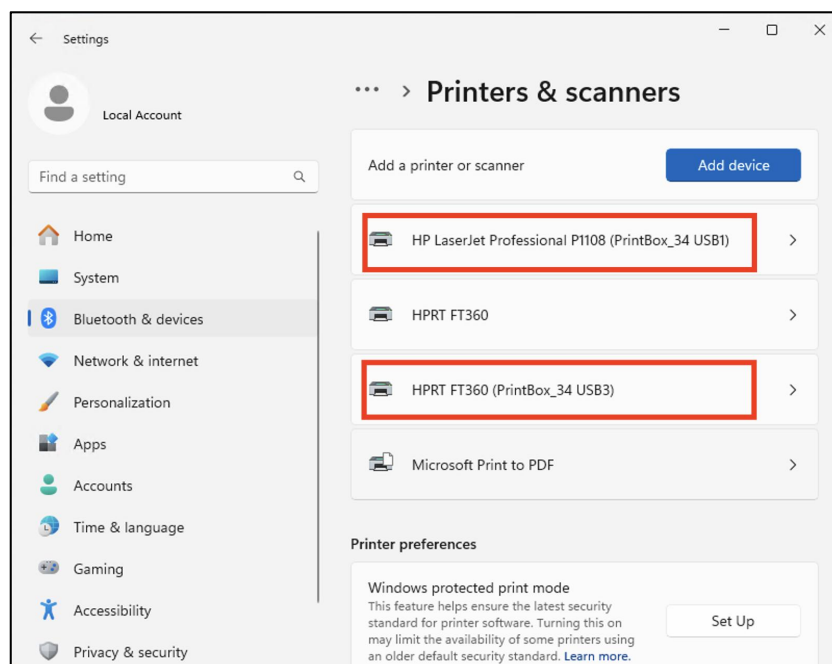 Settings
Local Account
Find a setting
Home
System
Bluetooth & devices
Network & internet
Personalization
Apps
Accounts
Time & language
Gaming
Accessibility
Privacy & security
... > Printers & scanners
Add a printer or scanner
Add device
HP LaserJet Professional P1108 (PrintBox_34 USB1)
HPRT FT360
HPRT FT360 (PrintBox_34 USB3)
Microsoft Print to PDF
Printer preferences
Windows protected print mode
This feature helps ensure the latest security
standard for printer software. Turning this on
may limit the availability of some printers using
an older default security standard. Learn more.
Set Up